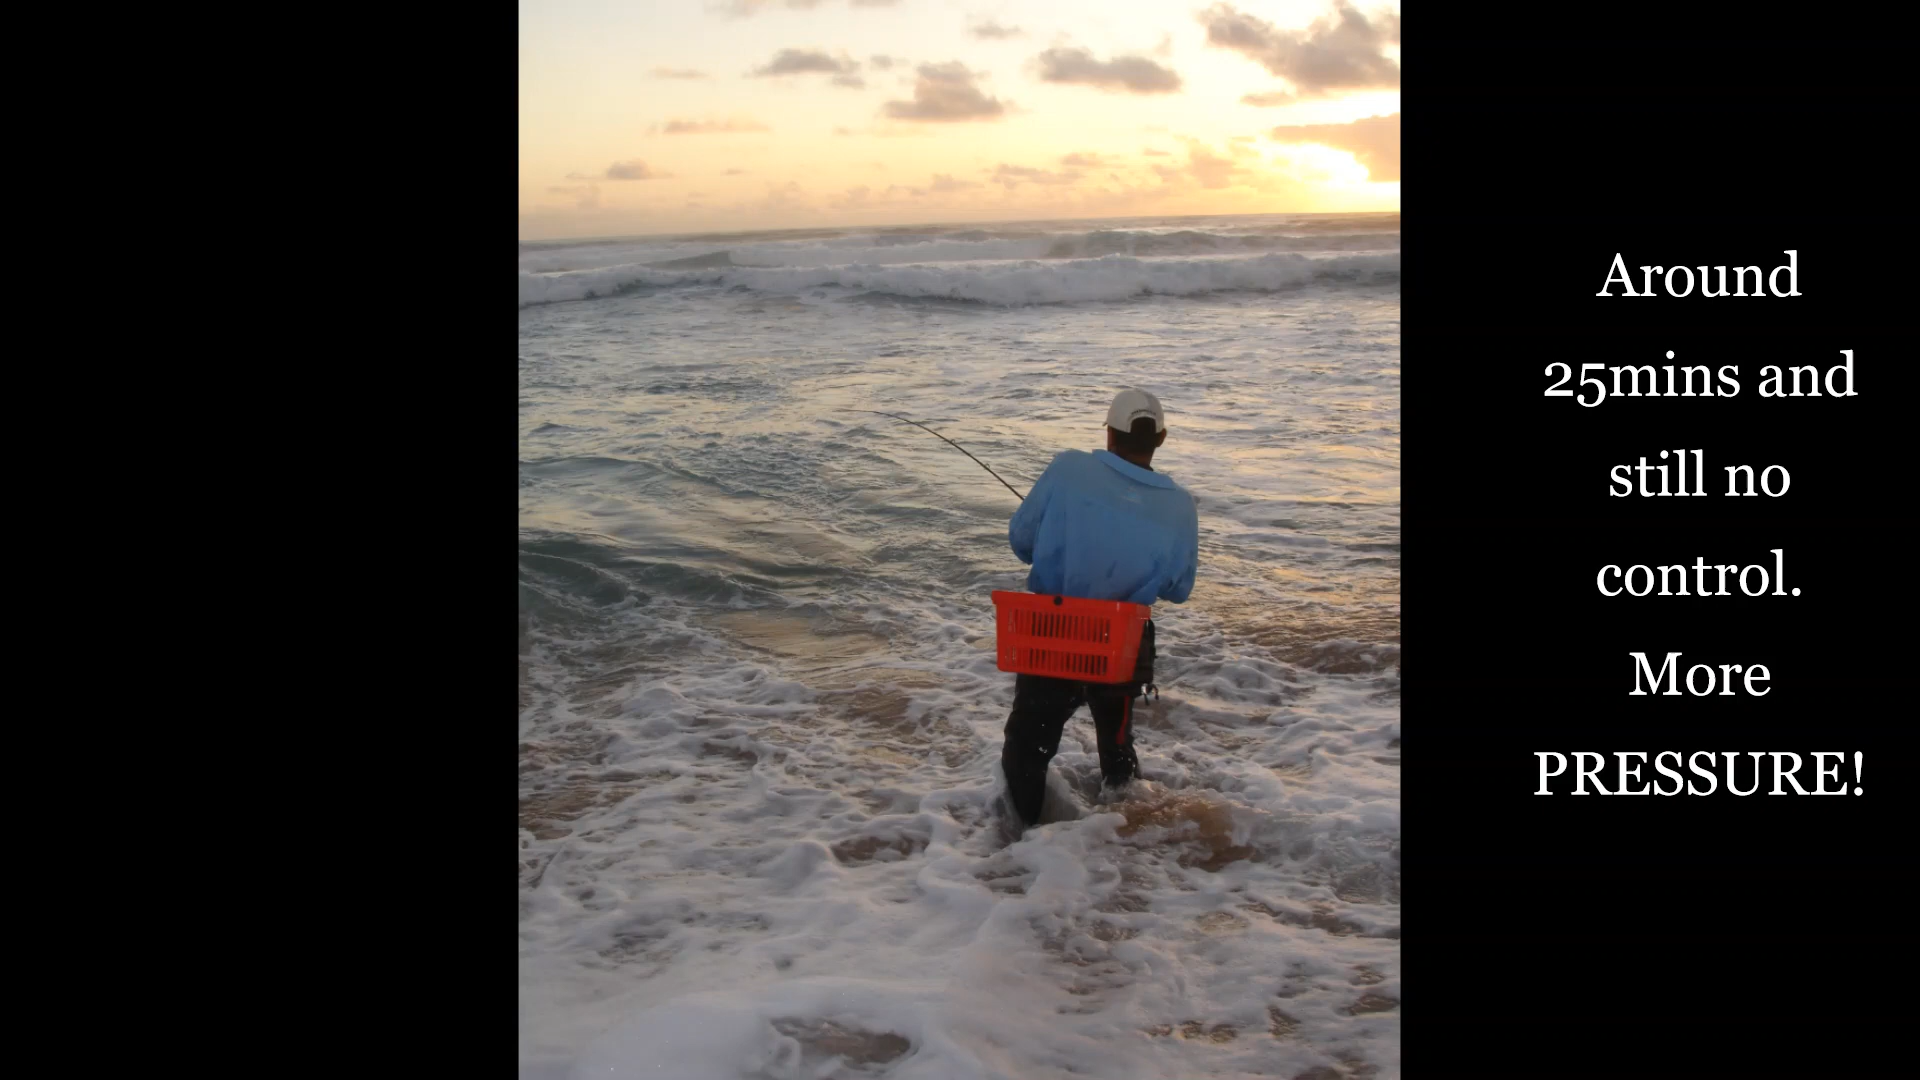 Around
25mins and
still no
control.
More
PRESSURE!